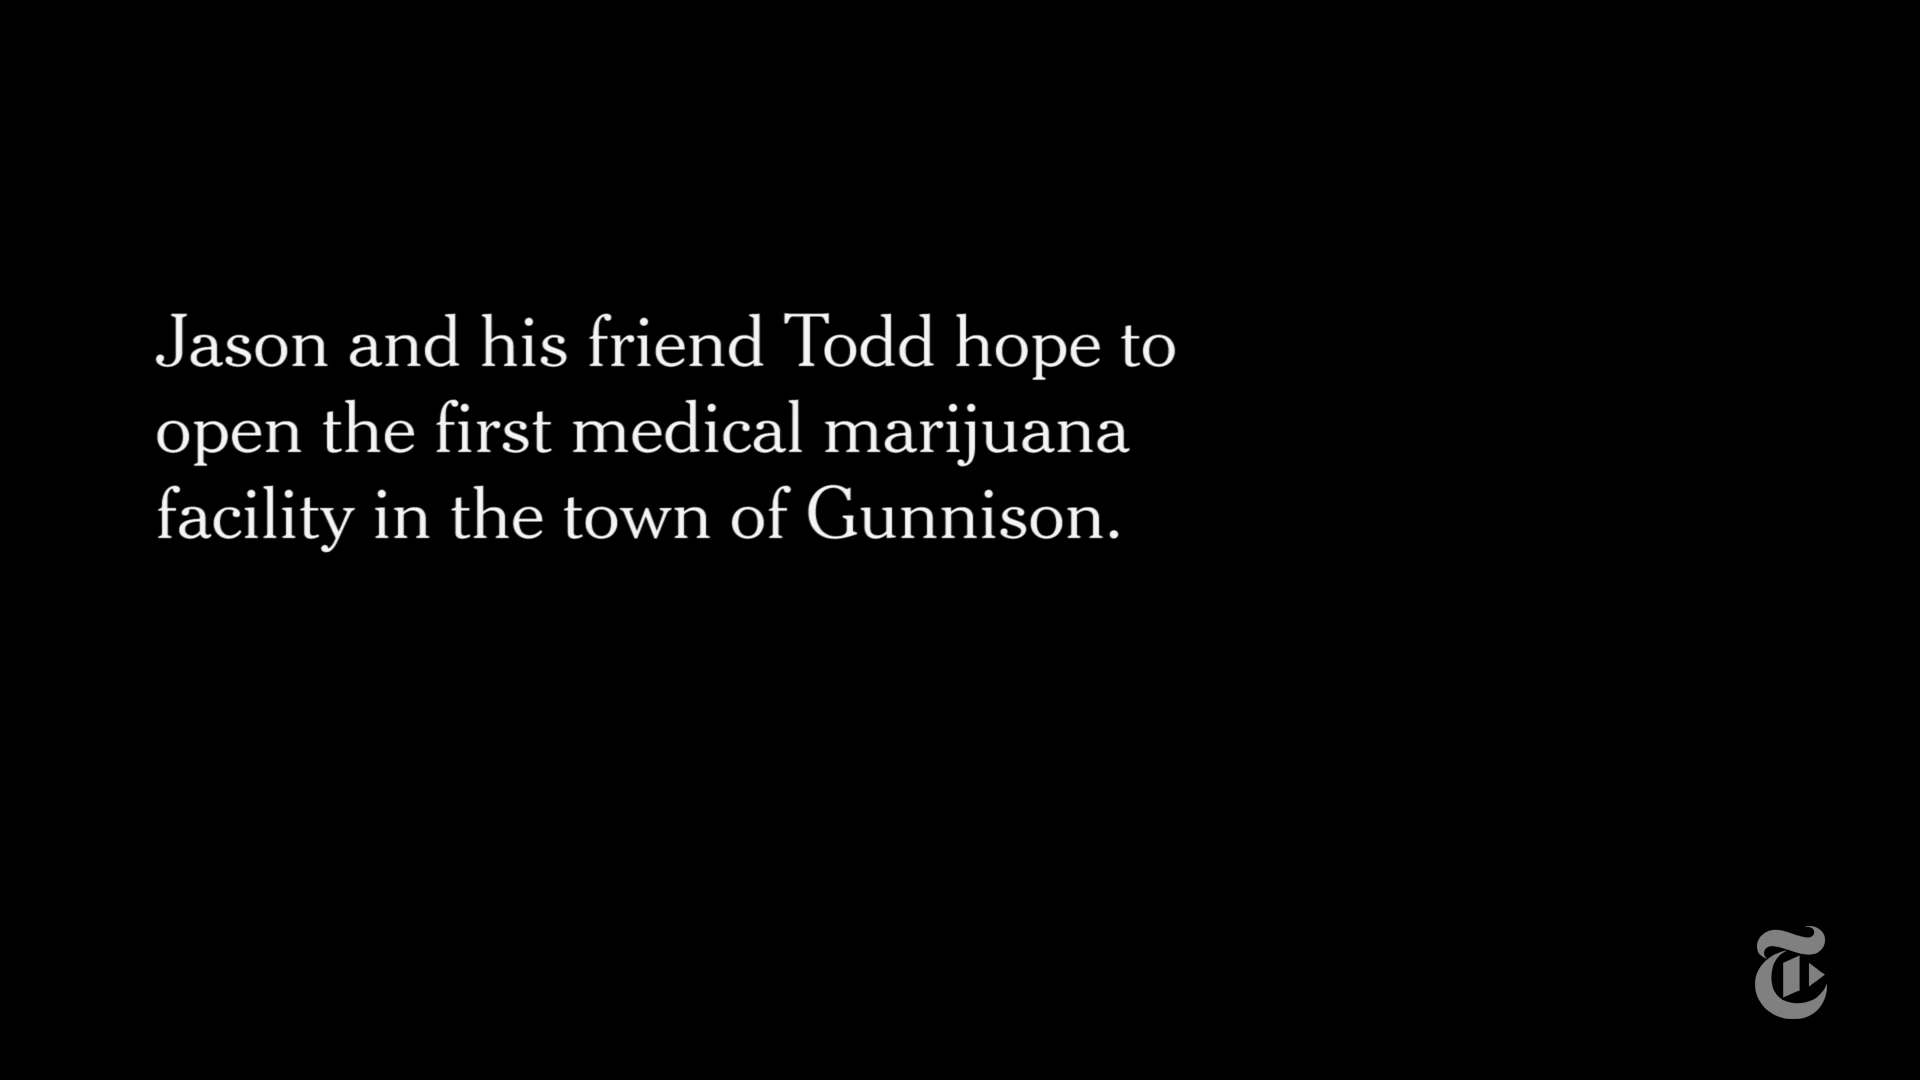 Jason and his friend Todd hope to
open the first medical marijuana
facility in the town of Gunnison.
T